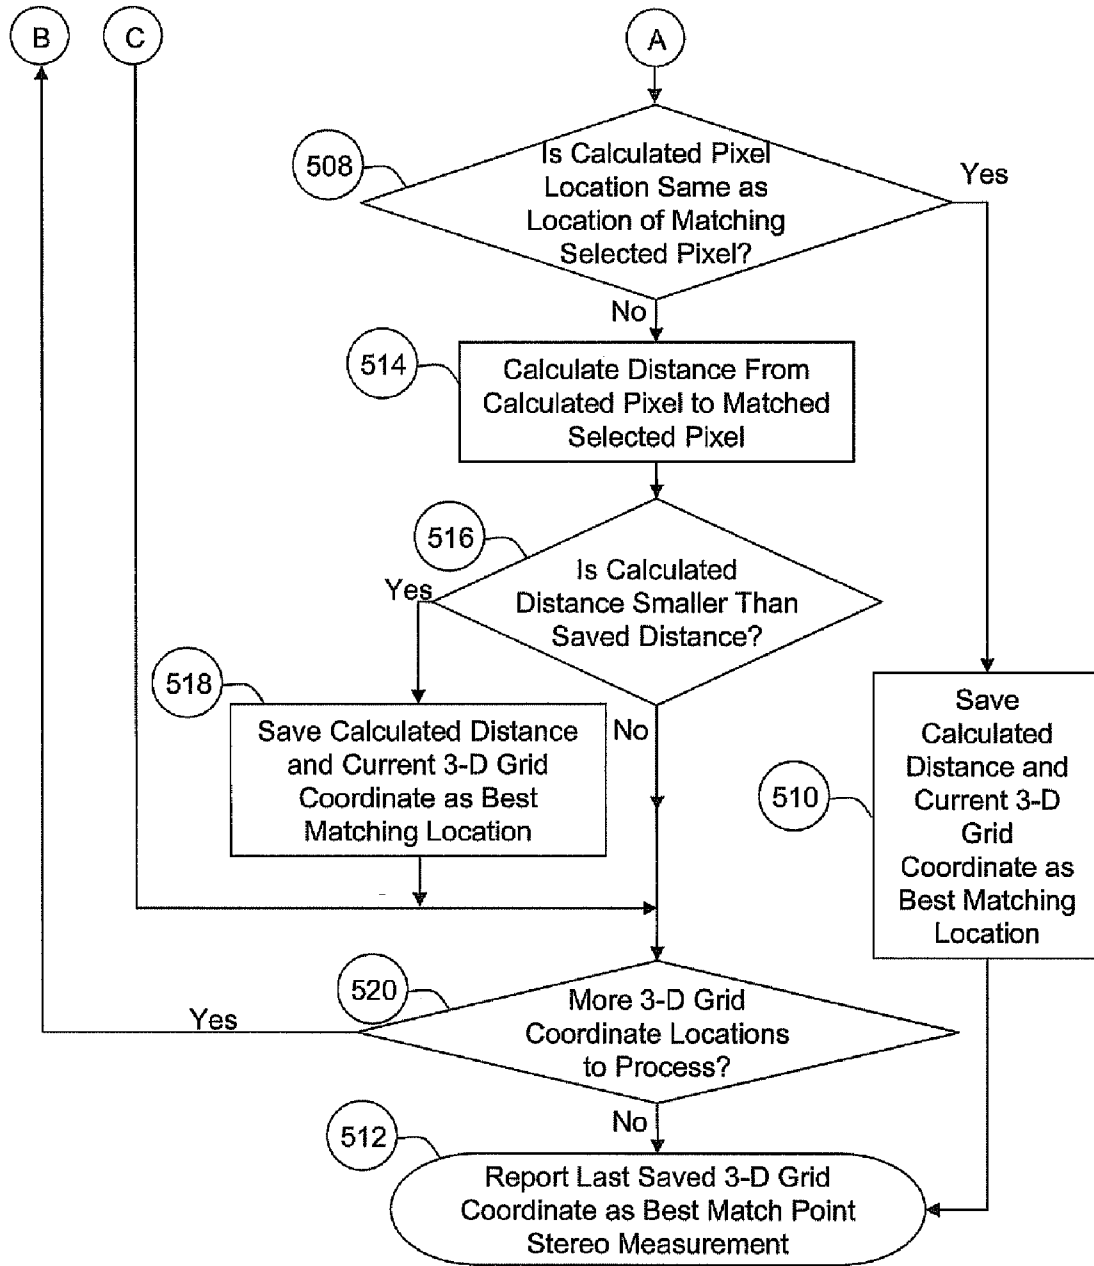 B
C
A
508
Is Calculated Pixel
Location Same as
Location of Matching
Selected Pixel?
Yes
No
514
Calculate Distance From
Calculated Pixel to Matched
Selected Pixel
516
Is Calculated
Distance Smaller Than
Saved Distance?
Yes
No
518
Save Calculated Distance
and Current 3-D Grid
Coordinate as Best
Matching Location
510
Save
Calculated
Distance and
Current 3-D
Grid
Coordinate as
Best Matching
Location
520
More 3-D Grid
Coordinate Locations
to Process?
Yes
No
512
Report Last Saved 3-D Grid
Coordinate as Best Match Point
Stereo Measurement